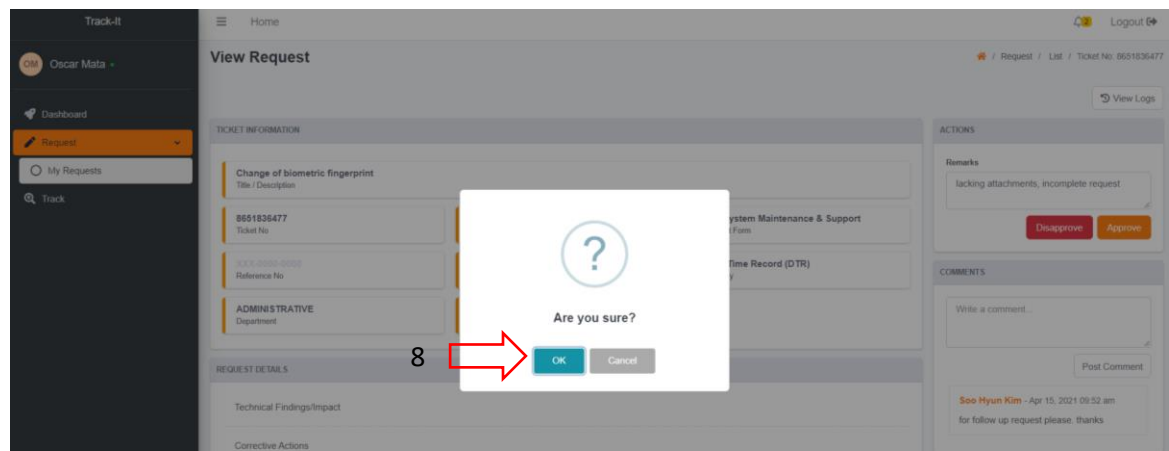 Track-It
Home
2
Logout
OM
Oscar Mata
View Request
/ Request / List / Ticket No: 8651836477
View Logs
Dashboard
Request
My Requests
Track
TICKET INFORMATION
Change of biometric fingerprint
Title / Description
8651836477
Ticket No
ystem Maintenance & Support
Form
XXX-0000-0000
Reference No
Time Record (DTR)
y
ADMINISTRATIVE
Department
?
Are you sure?
8
OK
Cancel
REQUEST DETAILS
Technical Findings/Impact
Corrective Actions
ACTIONS
Remarks
lacking attachments, incomplete request
Disapprove
Approve
COMMENTS
Write a comment...
Post Comment
Soo Hyun Kim - Apr 15, 2021 09:52 am
for follow up request please. thanks